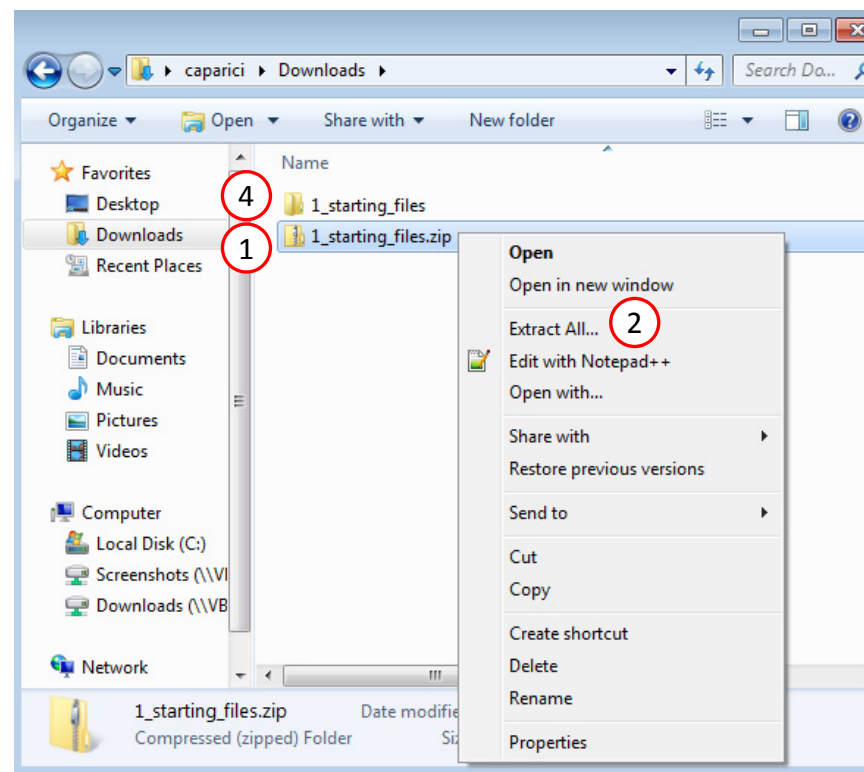 caparici Downloads Search Do...
Organize Open Share with New folder
Favorites
Desktop
Downloads
Recent Places
Libraries
Documents
Music
Pictures
Videos
Computer
Local Disk (C:)
Screenshots (\\VI
Downloads (\\VB
Network
Name
4 1_starting_files
1 1_starting_files.zip
Open
Open in new window
Extract All... 2
Edit with Notepad++
Open with...
Share with
Restore previous versions
Send to
Cut
Copy
Create shortcut
Delete
Rename
Properties
1_starting_files.zip Date modifie
Compressed (zipped) Folder Siz